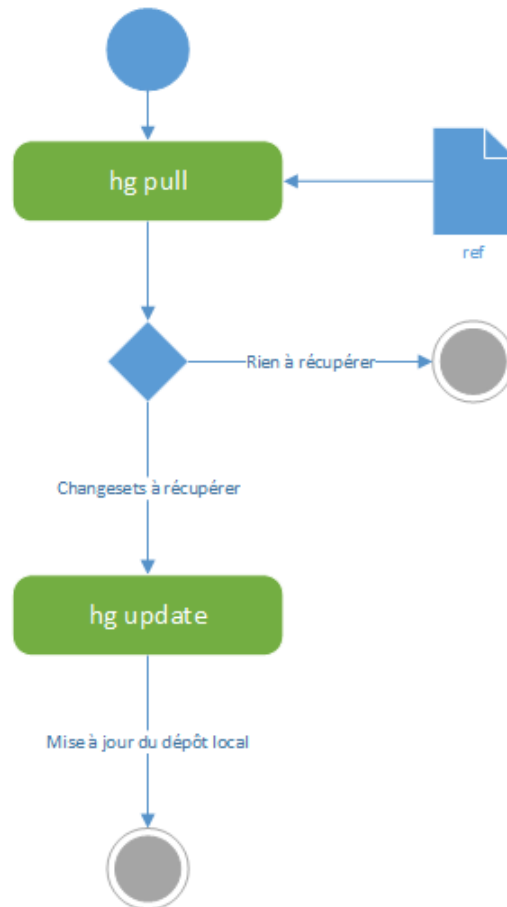 hg pull
ref
Rien à récupérer
Changesets à récupérer
hg update
Mise à jour du dépôt local